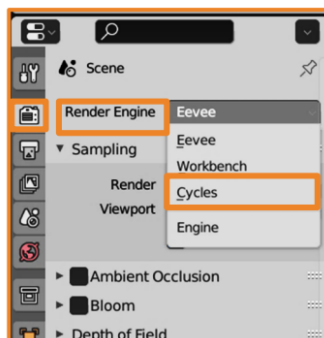 Scene
Render Engine Eevee
Eevee
Sampling
Workbench
Render
Cycles
Viewport
Engine
Ambient Occlusion
Bloom
Depth of Field